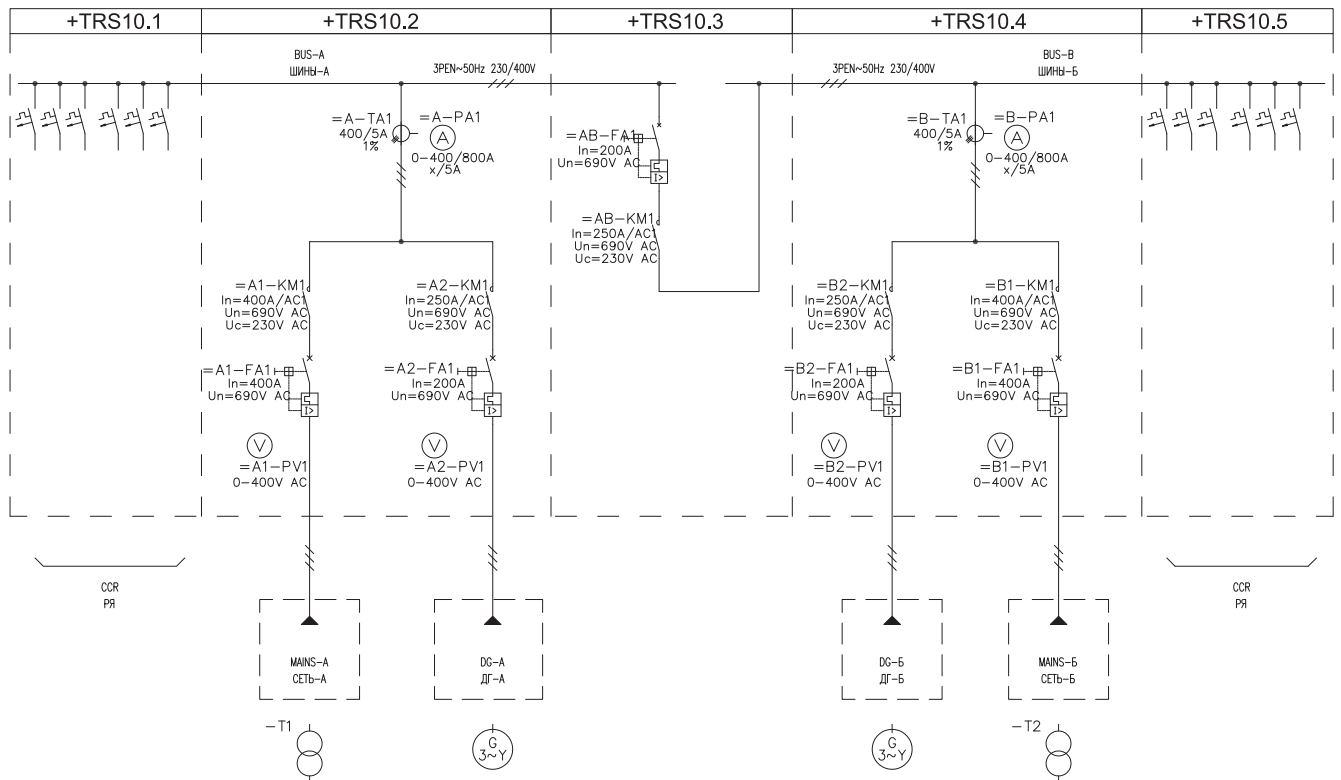 +TRS10.1
+TRS10.2
+TRS10.3
+TRS10.4
+TRS10.5
BUS-A
ШИНЫ-А
3PEN~50Hz 230/400V
3PEN~50Hz 230/400V
BUS-B
ШИНЫ-Б
=A-TA1
400/5A
1%
=A-PA1
A
0-400/800A
x/5A
=AB-FA1
In=200A
Un=690V AC
I>
=AB-KM1
In=250A/AC1
Un=690V AC
Uc=230V AC
=B-TA1
400/5A
1%
=B-PA1
A
0-400/800A
x/5A
=A1-KM1
In=400A/AC1
Un=690V AC
Uc=230V AC
=A2-KM1
In=250A/AC1
Un=690V AC
Uc=230V AC
=B2-KM1
In=250A/AC1
Un=690V AC
Uc=230V AC
=B1-KM1
In=400A/AC1
Un=690V AC
Uc=230V AC
=A1-FA1
In=400A
Un=690V AC
I>
=A2-FA1
In=200A
Un=690V AC
I>
=B2-FA1
In=200A
Un=690V AC
I>
=B1-FA1
In=400A
Un=690V AC
I>
V
=A1-PV1
0-400V AC
V
=A2-PV1
0-400V AC
V
=B2-PV1
0-400V AC
V
=B1-PV1
0-400V AC
CCR
РЯ
CCR
РЯ
MAINS-A
СЕТЬ-А
DG-A
ДГ-А
DG-Б
ДГ-Б
MAINS-Б
СЕТЬ-Б
-T1
G
3~Y
G
3~Y
-T2